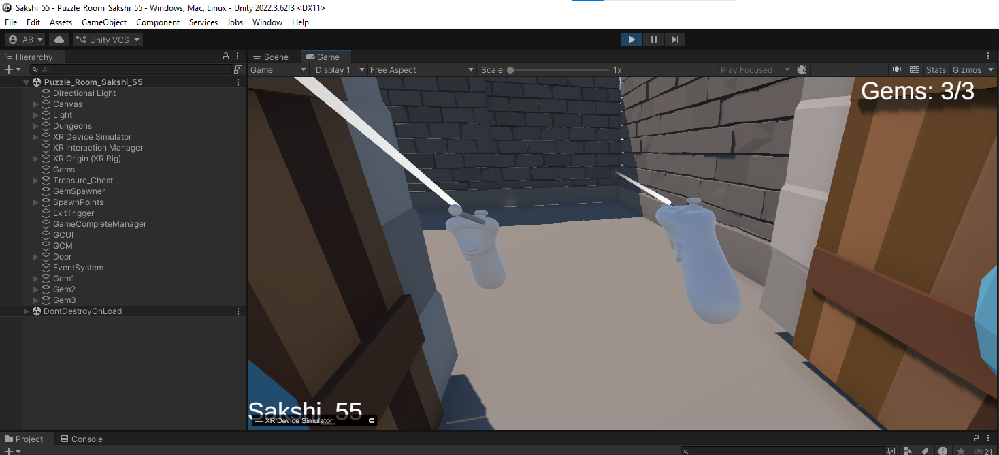 Sakshi_55 - Puzzle_Room_Sakshi_55 - Windows, Mac, Linux - Unity 2022.3.62f3 <DX11>
File Edit Assets GameObject Component Services Jobs Window Help
AB Unity VCS
Hierarchy
Scene Game
All
Game Display 1 Free Aspect Scale 1x Play Focused Stats Gizmos
Puzzle_Room_Sakshi_55
Directional Light
Canvas
Light
Dungeons
XR Device Simulator
XR Interaction Manager
XR Origin (XR Rig)
Gems
Treasure_Chest
GemSpawner
SpawnPoints
ExitTrigger
GameCompleteManager
GCUI
GCM
Door
EventSystem
Gem1
Gem2
Gem3
DontDestroyOnLoad
Gems: 3/3
Sakshi_55
XR Device Simulator
Project Console
21